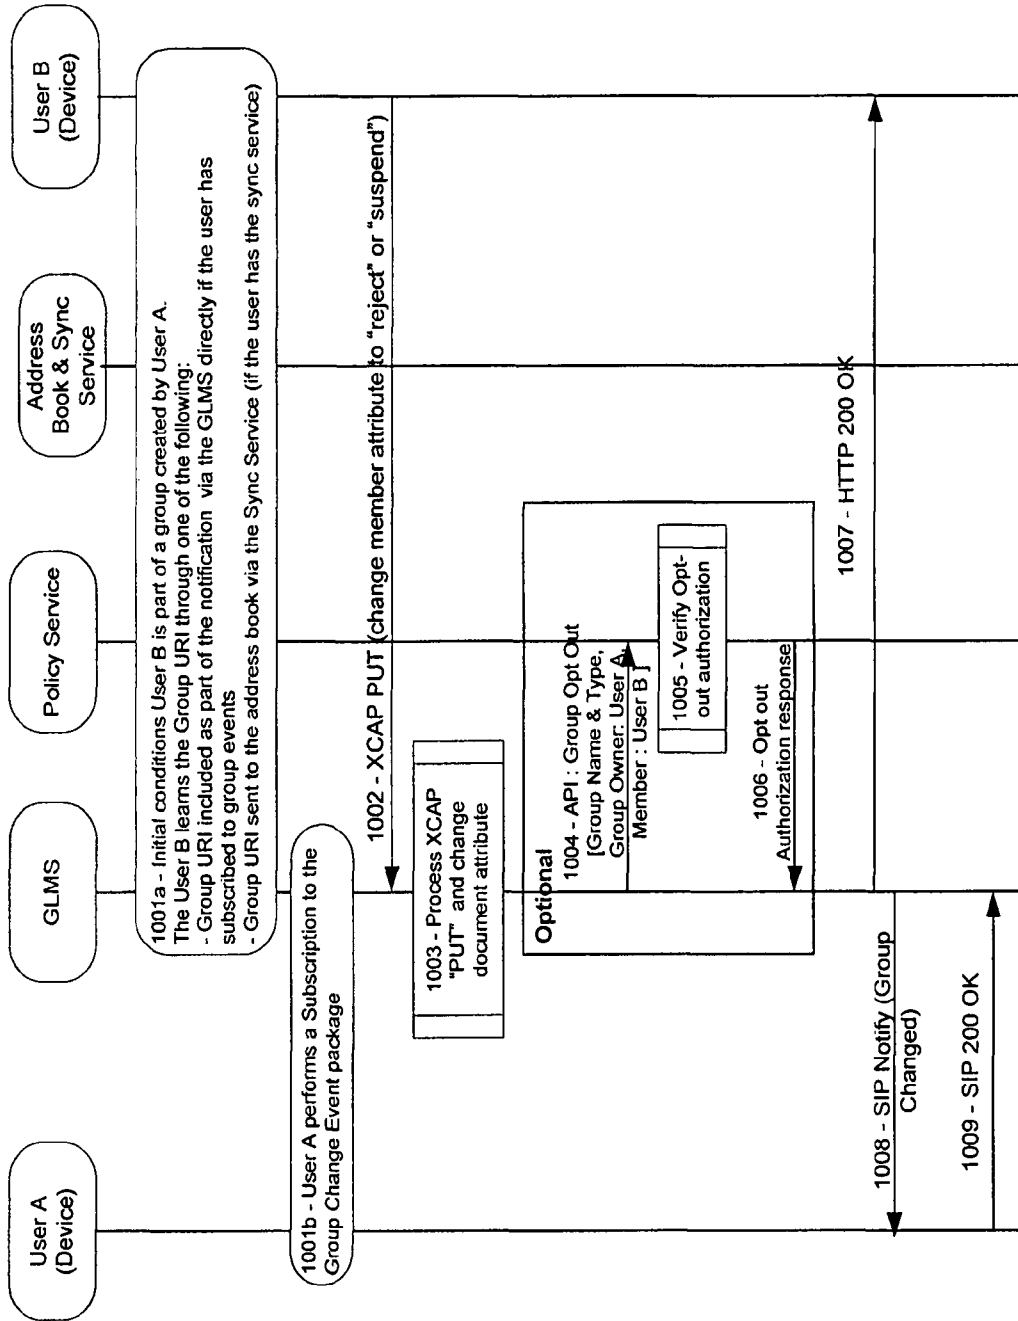 User A
(Device)
GLMS
Policy Service
Address
Book & Sync
Service
User B
(Device)
1001a - Initial conditions User B is part of a group created by User A.
The User B learns the Group URI through one of the following:
- Group URI included as part of the notification via the GLMS directly if the user has
subscribed to group events
- Group URI sent to the address book via the Sync Service (if the user has the sync service)
1001b - User A performs a Subscription to the
Group Change Event package
1002 - XCAP PUT (change member attribute to "reject" or "suspend")
1003 - Process XCAP
"PUT" and change
document attribute
Optional
1004 - API : Group Opt Out
[Group Name & Type,
Group Owner: User A,
Member : User B ]
1005 - Verify Opt-
out authorization
1006 - Opt out
Authorization response
1007 - HTTP 200 OK
1008 - SIP Notify (Group
Changed)
1009 - SIP 200 OK